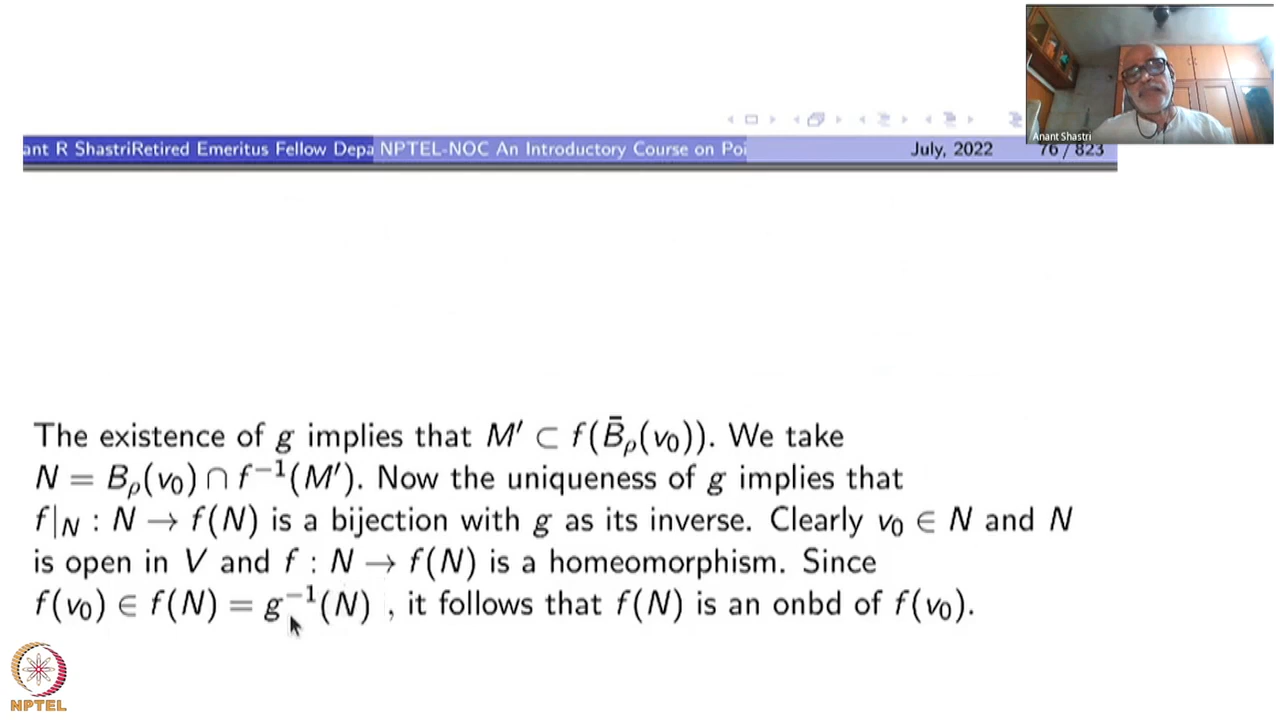 Anant Shastri
ant R ShastriRetired Emeritus Fellow Depa NPTEL-NOC An Introductory Course on Poi July, 2022 76 / 823
The existence of g implies that M′ ⊂ f(B̄ρ(v₀)). We take
N = Bρ(v₀) ∩ f⁻¹(M′). Now the uniqueness of g implies that
f|N : N → f(N) is a bijection with g as its inverse. Clearly v₀ ∈ N and N
is open in V and f : N → f(N) is a homeomorphism. Since
f(v₀) ∈ f(N) = g⁻¹(N) , it follows that f(N) is an onbd of f(v₀).
NPTEL